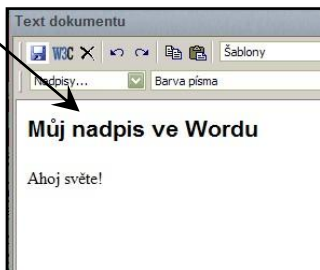 Text dokumentu
W3C Šablony
Nadpisy... Barva písma
Můj nadpis ve Wordu
Ahoj světe!